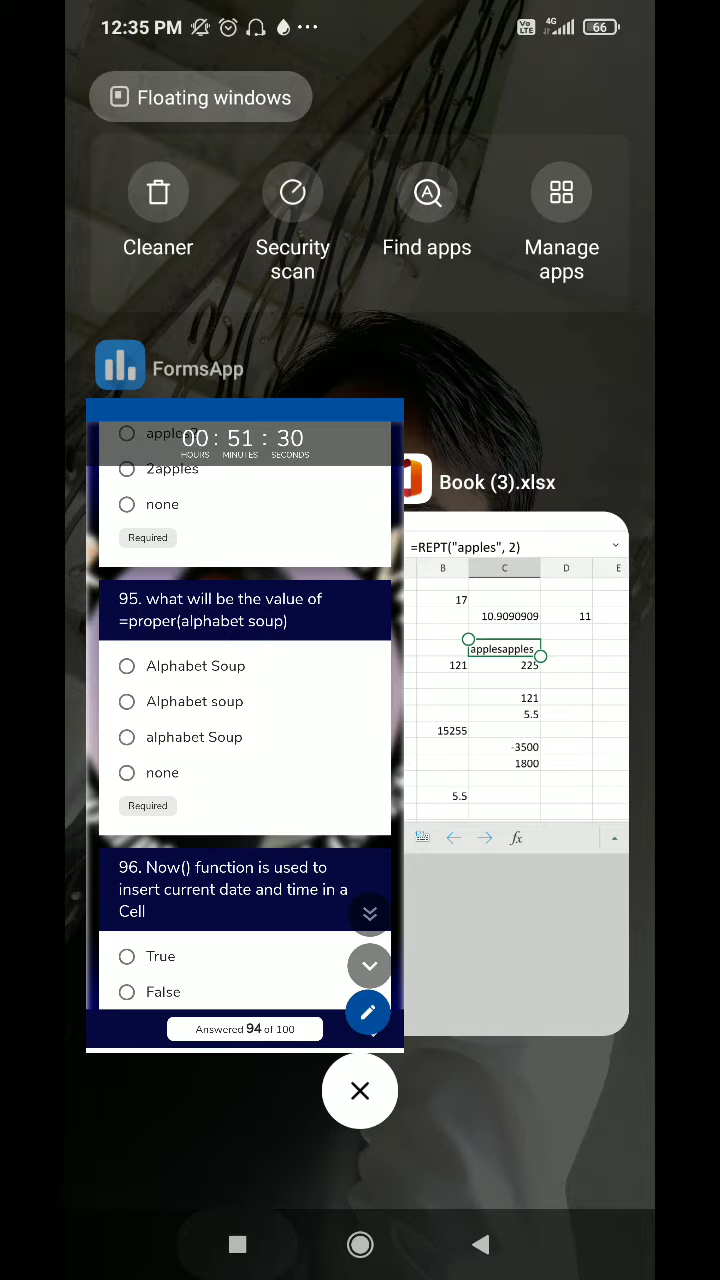 12:35 PM
Vo LTE 4G 66
Floating windows
Cleaner
Security scan
Find apps
Manage apps
FormsApp
00 : 51 : 30
HOURS MINUTES SECONDS
2apples
none
Required
95. what will be the value of
=proper(alphabet soup)
Alphabet Soup
Alphabet soup
alphabet Soup
none
Required
96. Now() function is used to
insert current date and time in a
Cell
True
False
Answered 94 of 100
Book (3).xlsx
=REPT("apples", 2)
B C D E
17
10.9090909 11
applesapples
121 225
121
5.5
15255
-3500
1800
5.5
fx